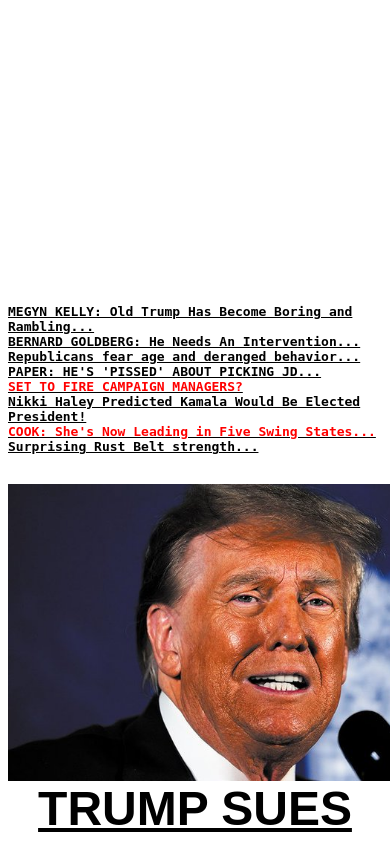 MEGYN KELLY: Old Trump Has Become Boring and
Rambling...
BERNARD GOLDBERG: He Needs An Intervention...
Republicans fear age and deranged behavior...
PAPER: HE'S 'PISSED' ABOUT PICKING JD...
SET TO FIRE CAMPAIGN MANAGERS?
Nikki Haley Predicted Kamala Would Be Elected
President!
COOK: She's Now Leading in Five Swing States...
Surprising Rust Belt strength...
TRUMP SUES